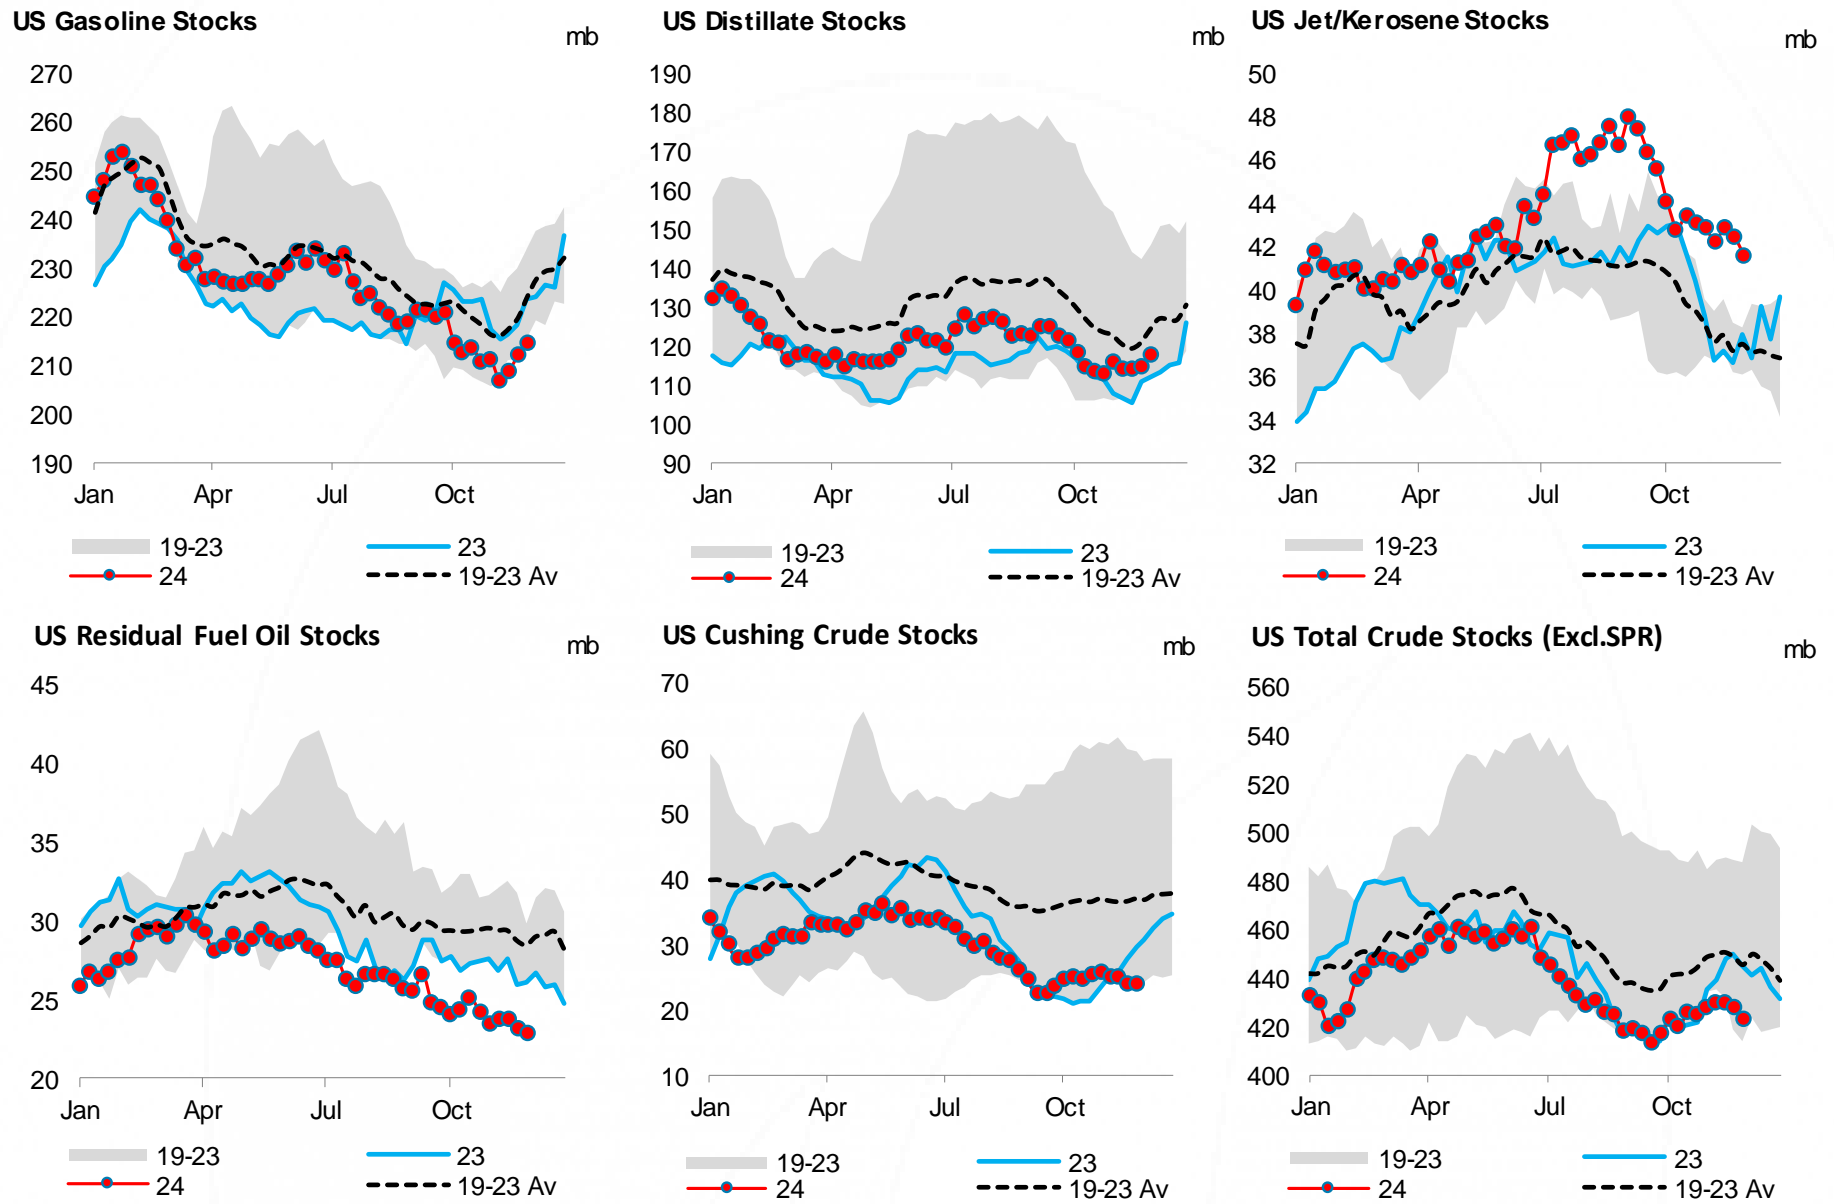 US Gasoline Stocks
mb
270
260
250
240
230
220
210
200
190
Jan Apr Jul Oct
19-23 23
24 19-23 Av
US Distillate Stocks
mb
190
180
170
160
150
140
130
120
110
100
90
Jan Apr Jul Oct
19-23 23
24 19-23 Av
US Jet/Kerosene Stocks
mb
50
48
46
44
42
40
38
36
34
32
Jan Apr Jul Oct
19-23 23
24 19-23 Av
US Residual Fuel Oil Stocks
mb
45
40
35
30
25
20
Jan Apr Jul Oct
19-23 23
24 19-23 Av
US Cushing Crude Stocks
mb
70
60
50
40
30
20
10
Jan Apr Jul Oct
19-23 23
24 19-23 Av
US Total Crude Stocks (Excl.SPR)
mb
560
540
520
500
480
460
440
420
400
Jan Apr Jul Oct
19-23 23
24 19-23 Av